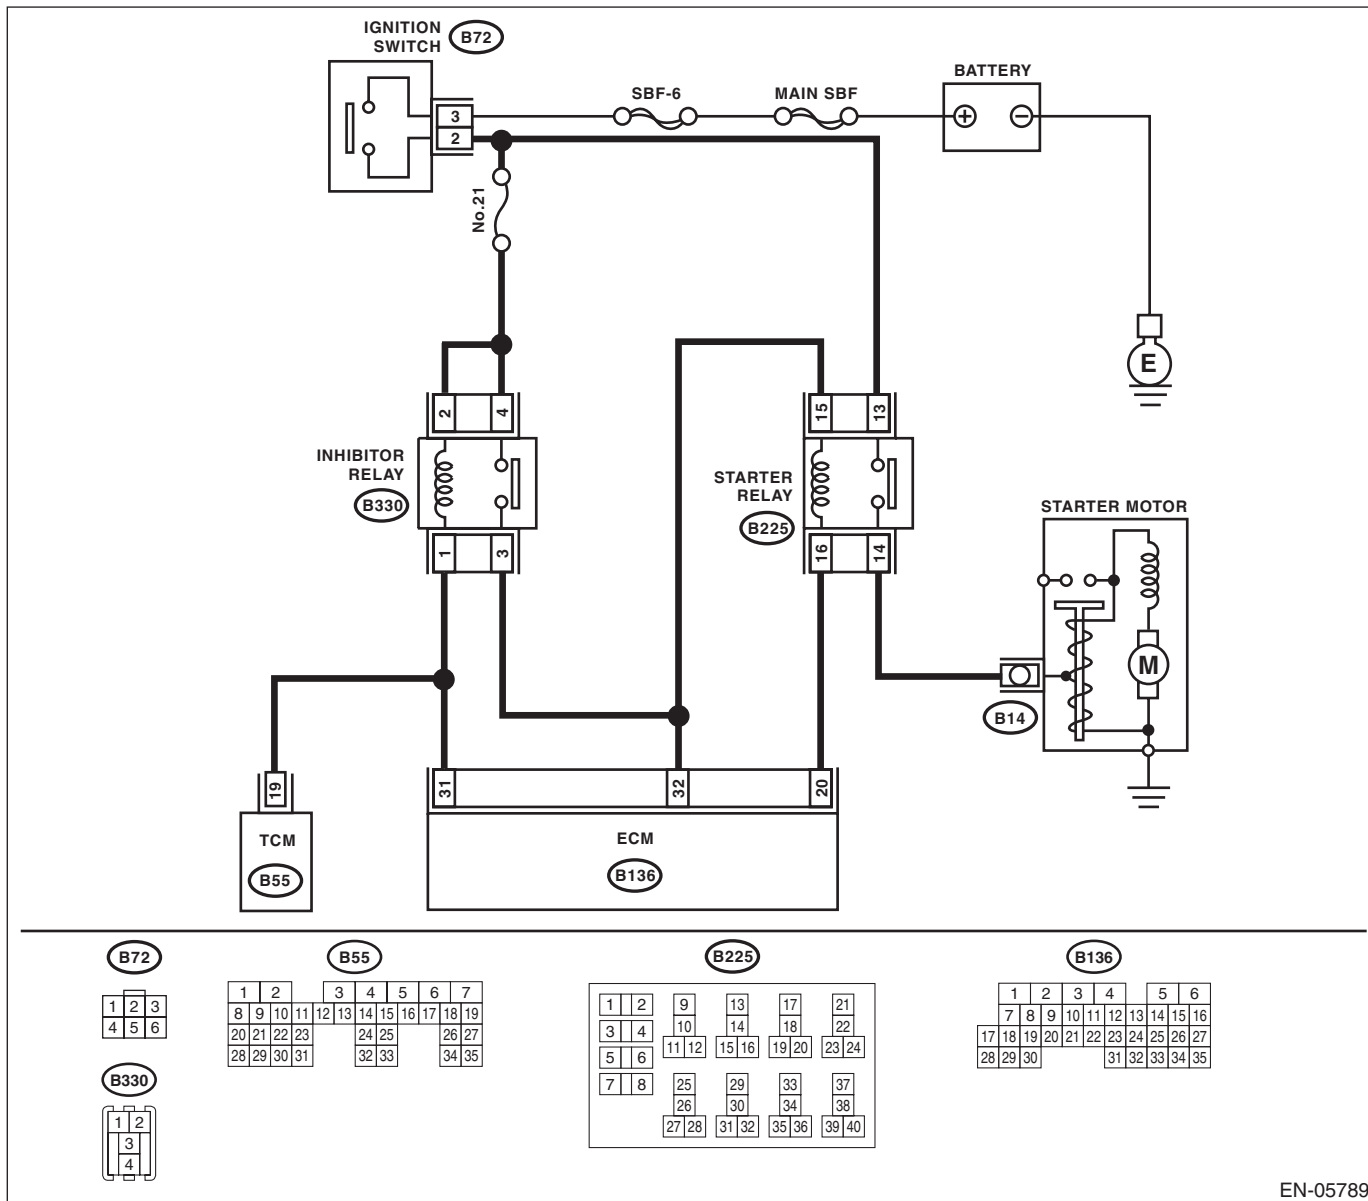 IGNITION
SWITCH
B72
SBF-6
MAIN SBF
BATTERY
3
2
+
−
No.21
E
2
4
15
13
INHIBITOR
RELAY
B330
STARTER
RELAY
B225
STARTER MOTOR
1
3
16
14
M
B14
19
31
32
20
TCM
B55
ECM
B136
B72
1 2 3
4 5 6
B330
1 2
3
4
B55
1 2 3 4 5 6 7
8 9 10 11 12 13 14 15 16 17 18 19
20 21 22 23 24 25 26 27
28 29 30 31 32 33 34 35
B225
1 2 9 13 17 21
3 4 10 14 18 22
5 6 11 12 15 16 19 20 23 24
7 8 25 29 33 37
26 30 34 38
27 28 31 32 35 36 39 40
B136
1 2 3 4 5 6
7 8 9 10 11 12 13 14 15 16
17 18 19 20 21 22 23 24 25 26 27
28 29 30 31 32 33 34 35
EN-05789